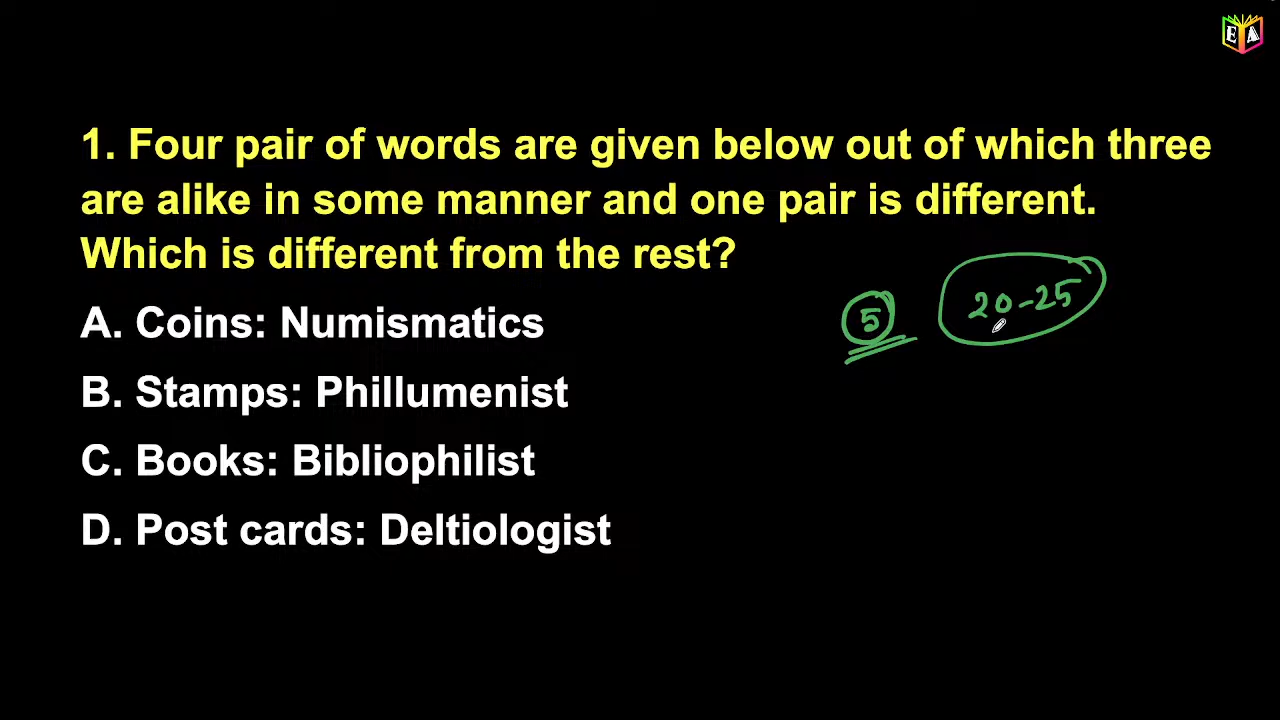 E A
1. Four pair of words are given below out of which three
are alike in some manner and one pair is different.
Which is different from the rest?
5 20-25
A. Coins: Numismatics
B. Stamps: Phillumenist
C. Books: Bibliophilist
D. Post cards: Deltiologist